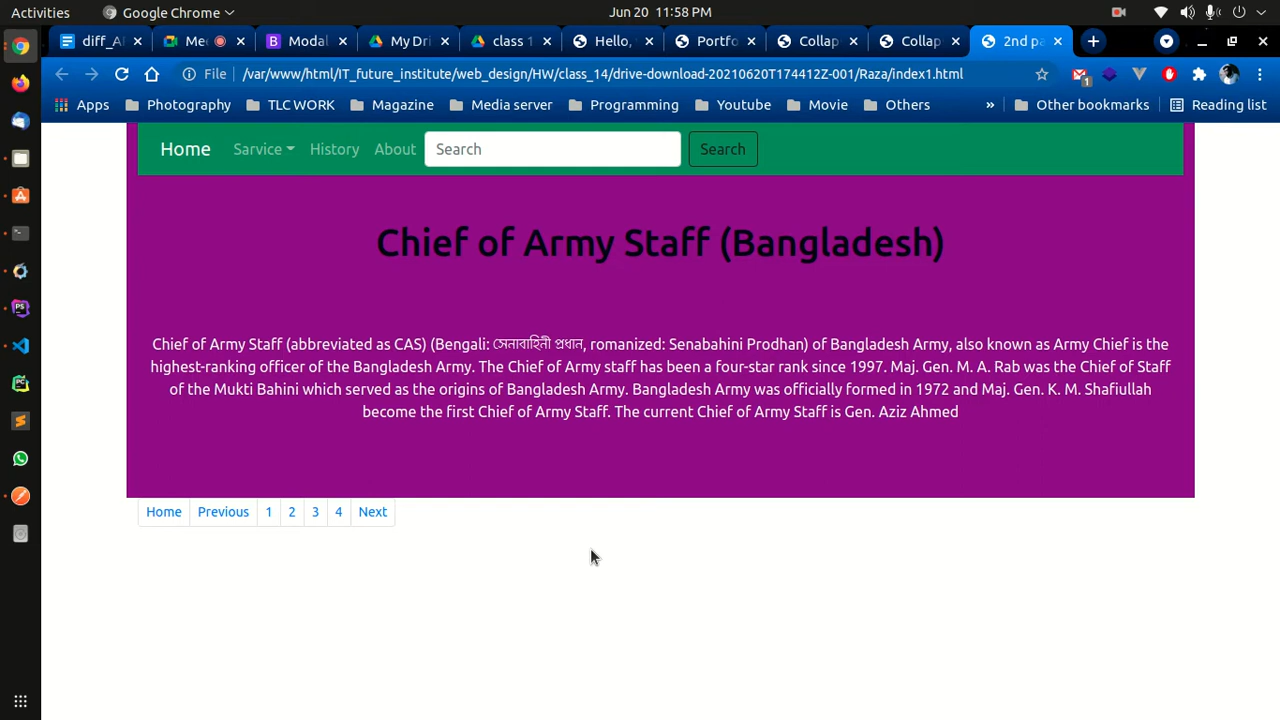 Activities Google Chrome Jun 20 11:58 PM
diff_A Mee Modal My Dri class 1 Hello, Portfo Collap Collap 2nd pa
File /var/www/html/IT_future_institute/web_design/HW/class_14/drive-download-20210620T174412Z-001/Raza/index1.html 1
Apps Photography TLC WORK Magazine Media server Programming Youtube Movie Others » Other bookmarks Reading list
Home Sarvice History About Search Search
Chief of Army Staff (Bangladesh)
Chief of Army Staff (abbreviated as CAS) (Bengali: সেনাবাহিনী প্রধান, romanized: Senabahini Prodhan) of Bangladesh Army, also known as Army Chief is the
highest-ranking officer of the Bangladesh Army. The Chief of Army staff has been a four-star rank since 1997. Maj. Gen. M. A. Rab was the Chief of Staff
of the Mukti Bahini which served as the origins of Bangladesh Army. Bangladesh Army was officially formed in 1972 and Maj. Gen. K. M. Shafiullah
become the first Chief of Army Staff. The current Chief of Army Staff is Gen. Aziz Ahmed
Home Previous 1 2 3 4 Next